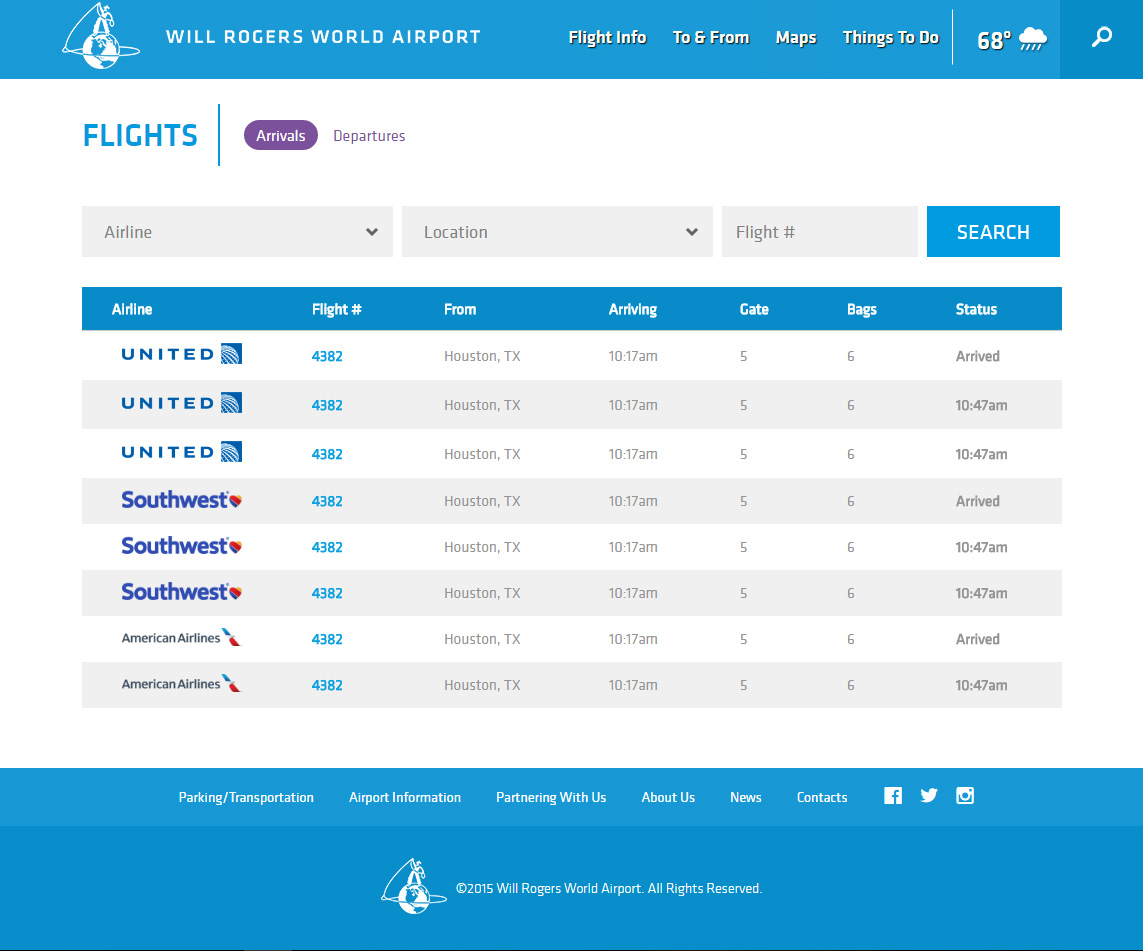 WILL ROGERS WORLD AIRPORT Flight Info To & From Maps Things To Do 68°
FLIGHTS Arrivals Departures
Airline Location Flight # SEARCH
Airline Flight # From Arriving Gate Bags Status
UNITED 4382 Houston, TX 10:17am 5 6 Arrived
UNITED 4382 Houston, TX 10:17am 5 6 10:47am
UNITED 4382 Houston, TX 10:17am 5 6 10:47am
Southwest 4382 Houston, TX 10:17am 5 6 Arrived
Southwest 4382 Houston, TX 10:17am 5 6 10:47am
Southwest 4382 Houston, TX 10:17am 5 6 10:47am
American Airlines 4382 Houston, TX 10:17am 5 6 Arrived
American Airlines 4382 Houston, TX 10:17am 5 6 10:47am
Parking/Transportation Airport Information Partnering With Us About Us News Contacts
©2015 Will Rogers World Airport. All Rights Reserved.